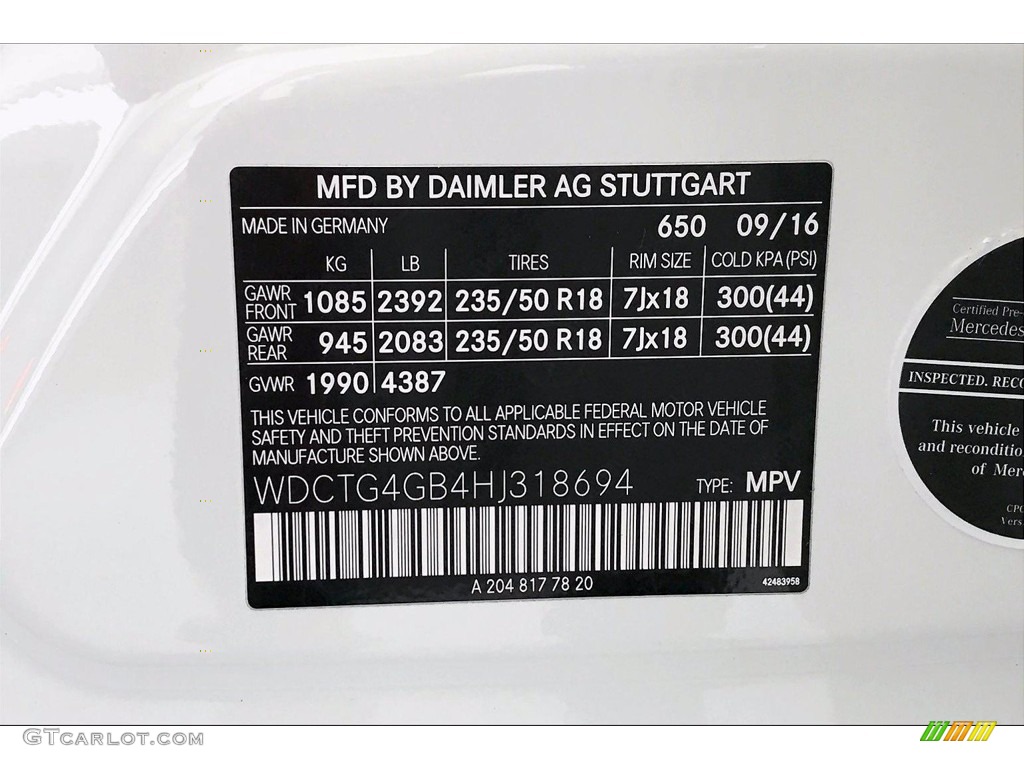 MFD BY DAIMLER AG STUTTGART
MADE IN GERMANY 650 09/16
KG LB TIRES RIM SIZE COLD KPA (PSI)
GAWR FRONT 1085 2392 235/50 R18 7Jx18 300(44)
GAWR REAR 945 2083 235/50 R18 7Jx18 300(44)
GVWR 1990 4387
THIS VEHICLE CONFORMS TO ALL APPLICABLE FEDERAL MOTOR VEHICLE
SAFETY AND THEFT PREVENTION STANDARDS IN EFFECT ON THE DATE OF
MANUFACTURE SHOWN ABOVE.
WDCTG4GB4HJ318694 TYPE: MPV
A 204 817 78 20 42483958
Certified Pre-
Mercedes
INSPECTED. RECO
This vehicle
and recondition
of Merc
CPO
Vers
GTcarlot.com